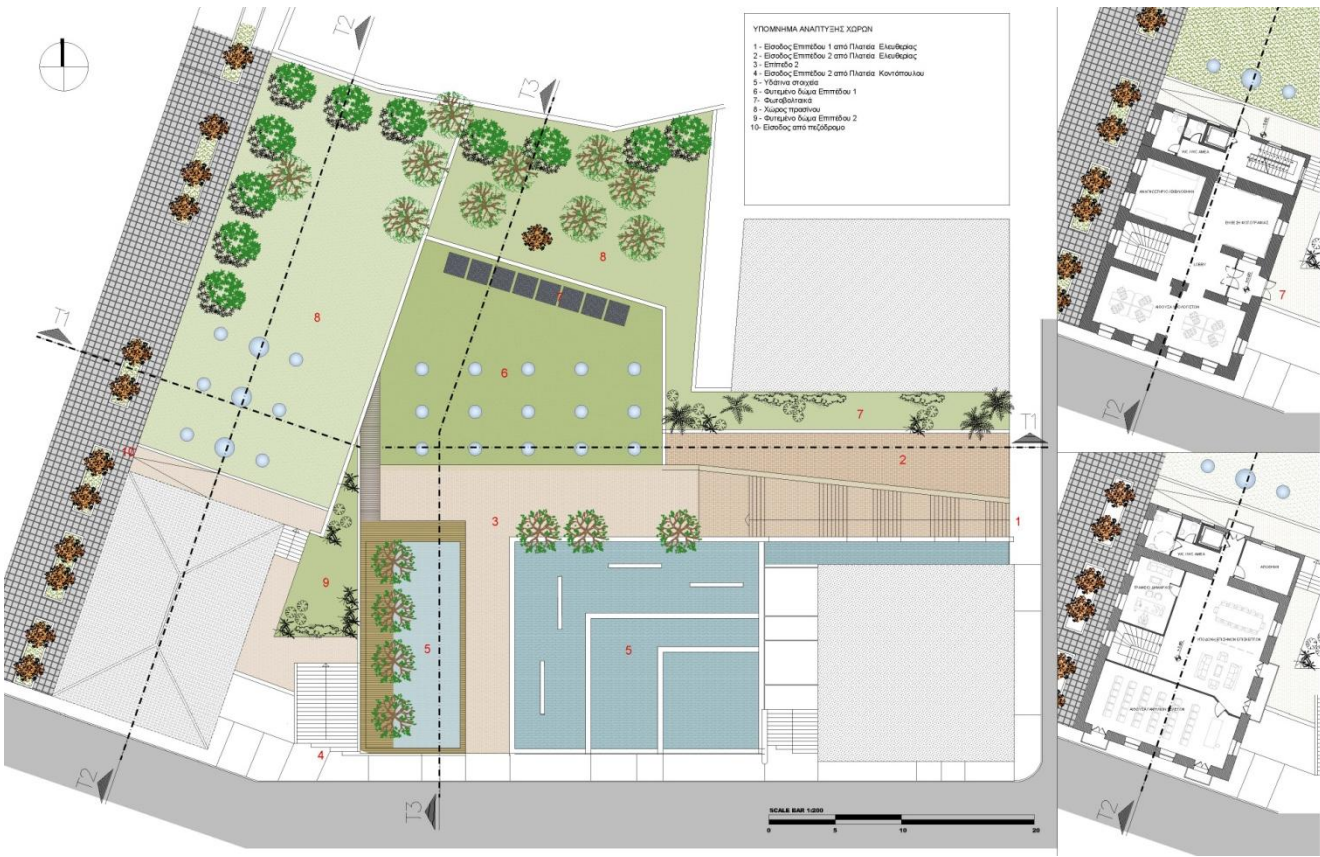 T2
T3
ΥΠΟΜΝΗΜΑ ΑΝΑΠΤΥΞΗΣ ΧΩΡΩΝ
1 - Είσοδος Επιπέδου 1 από Πλατεία Ελευθερίας
2 - Είσοδος Επιπέδου 2 από Πλατεία Ελευθερίας
3 - Επίπεδο 2
4 - Είσοδος Επιπέδου 2 από Πλατεία Κοντόπουλου
5 - Υδάτινα στοιχεία
6 - Φυτεμένο δώμα Επιπέδου 1
7- Φωτοβολταικά
8 - Χώρος πρασίνου
9 - Φυτεμένο δώμα Επιπέδου 2
10- Είσοδος από πεζόδρομο
8
7
T1
8
6
7
T1
2
10
3
1
9
5
5
4
T2
T3
SCALE BAR 1:200
0 5 10 20
LOBBY
7
T2
T2